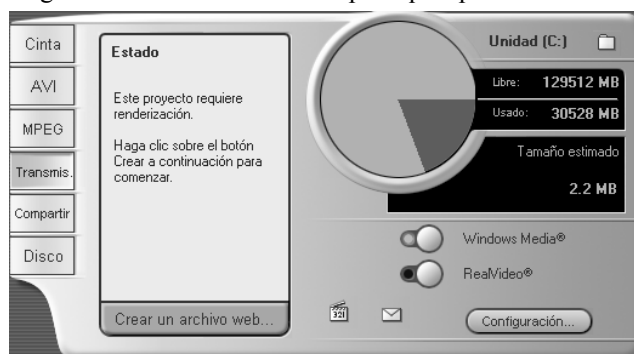 Cinta
AVI
MPEG
Transmis.
Compartir
Disco
Estado
Este proyecto requiere
renderización.
Haga clic sobre el botón
Crear a continuación para
comenzar.
Crear un archivo web...
Unidad (C:)
Libre: 129512 MB
Usado: 30528 MB
Tamaño estimado
2.2 MB
Windows Media®
RealVideo®
321
Configuración...